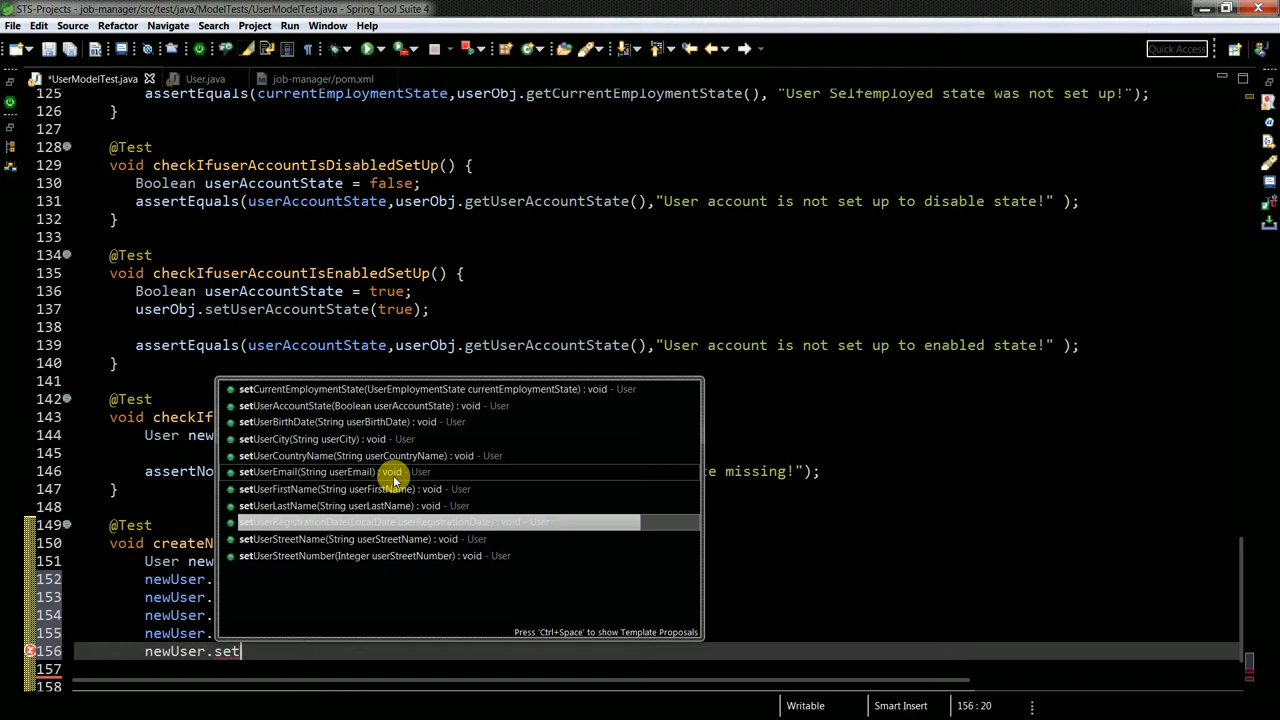 STS-Projects - job-manager/src/test/java/ModelTests/UserModelTest.java - Spring Tool Suite 4
File Edit Source Refactor Navigate Search Project Run Window Help
Quick Access
*UserModelTest.java User.java job-manager/pom.xml
125 assertEquals(currentEmploymentState,userObj.getCurrentEmploymentState(), "User Selfemployed state was not set up!");
126 }
127
128 @Test
129 void checkIfuserAccountIsDisabledSetUp() {
130 Boolean userAccountState = false;
131 assertEquals(userAccountState,userObj.getUserAccountState(),"User account is not set up to disable state!" );
132 }
133
134 @Test
135 void checkIfuserAccountIsEnabledSetUp() {
136 Boolean userAccountState = true;
137 userObj.setUserAccountState(true);
138
139 assertEquals(userAccountState,userObj.getUserAccountState(),"User account is not set up to enabled state!" );
140 }
141
142 @Test
143 void checkIf
144 User new
145
146 assertNo e missing!");
147 }
148
149 @Test
150 void createN
151 User new
152 newUser.
153 newUser.
154 newUser.
155 newUser.
156 newUser.set
157
158
setCurrentEmploymentState(UserEmploymentState currentEmploymentState) : void - User
setUserAccountState(Boolean userAccountState) : void - User
setUserBirthDate(String userBirthDate) : void - User
setUserCity(String userCity) : void - User
setUserCountryName(String userCountryName) : void - User
setUserEmail(String userEmail) : void - User
setUserFirstName(String userFirstName) : void - User
setUserLastName(String userLastName) : void - User
setUserRegistrationDate(LocalDate userRegistrationDate) : void - User
setUserStreetName(String userStreetName) : void - User
setUserStreetNumber(Integer userStreetNumber) : void - User
Press 'Ctrl+Space' to show Template Proposals
Writable Smart Insert 156 : 20